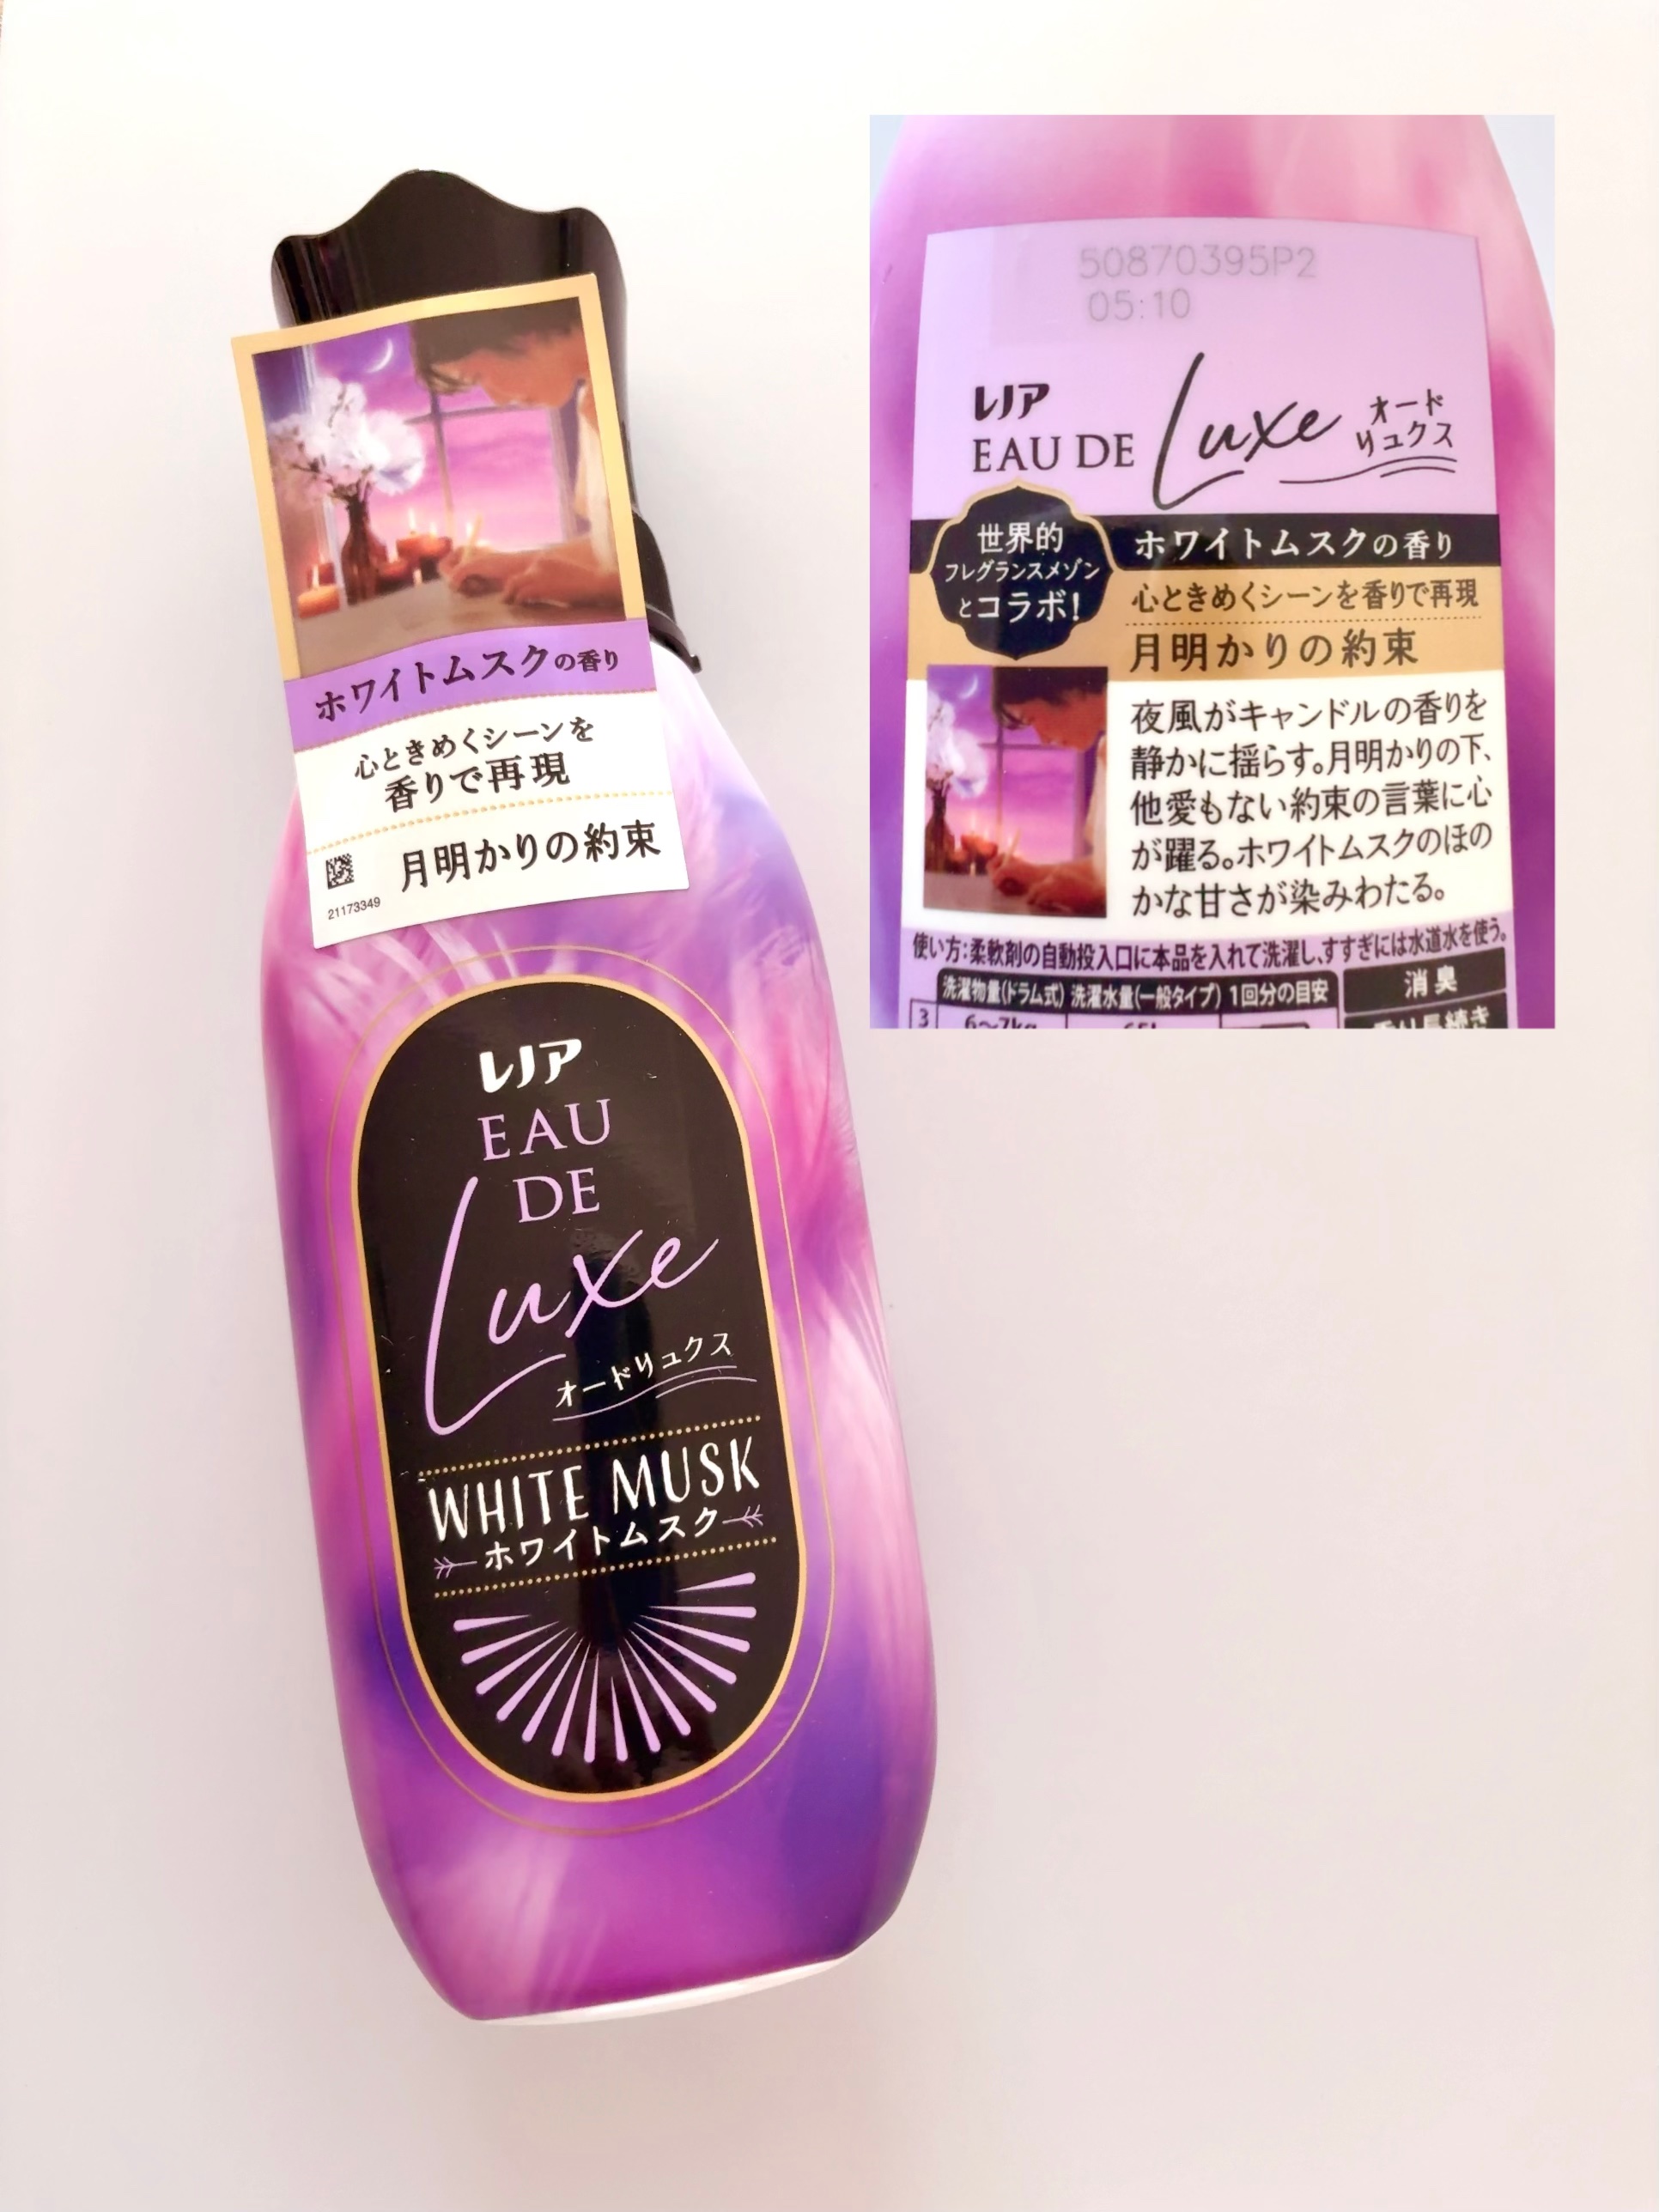 ホワイトムスクの香り
心ときめくシーンを
香りで再現
月明かりの約束
21173349
レノア
EAU
DE
Luxe
オードリュクス
WHITE MUSK
ホワイトムスク
50870395P2
05:10
レノア
EAU DE Luxe
オード
リュクス
世界的
フレグランスメゾン
とコラボ!
ホワイトムスクの香り
心ときめくシーンを香りで再現
月明かりの約束
夜風がキャンドルの香りを
静かに揺らす。月明かりの下、
他愛もない約束の言葉に心
が躍る。ホワイトムスクのほの
かな甘さが染みわたる。
使い方:柔軟剤の自動投入口に本品を入れて洗濯し、すすぎには水道水を使う。
洗濯物量(ドラム式) 洗濯水量(一般タイプ) 1回分の目安
消臭